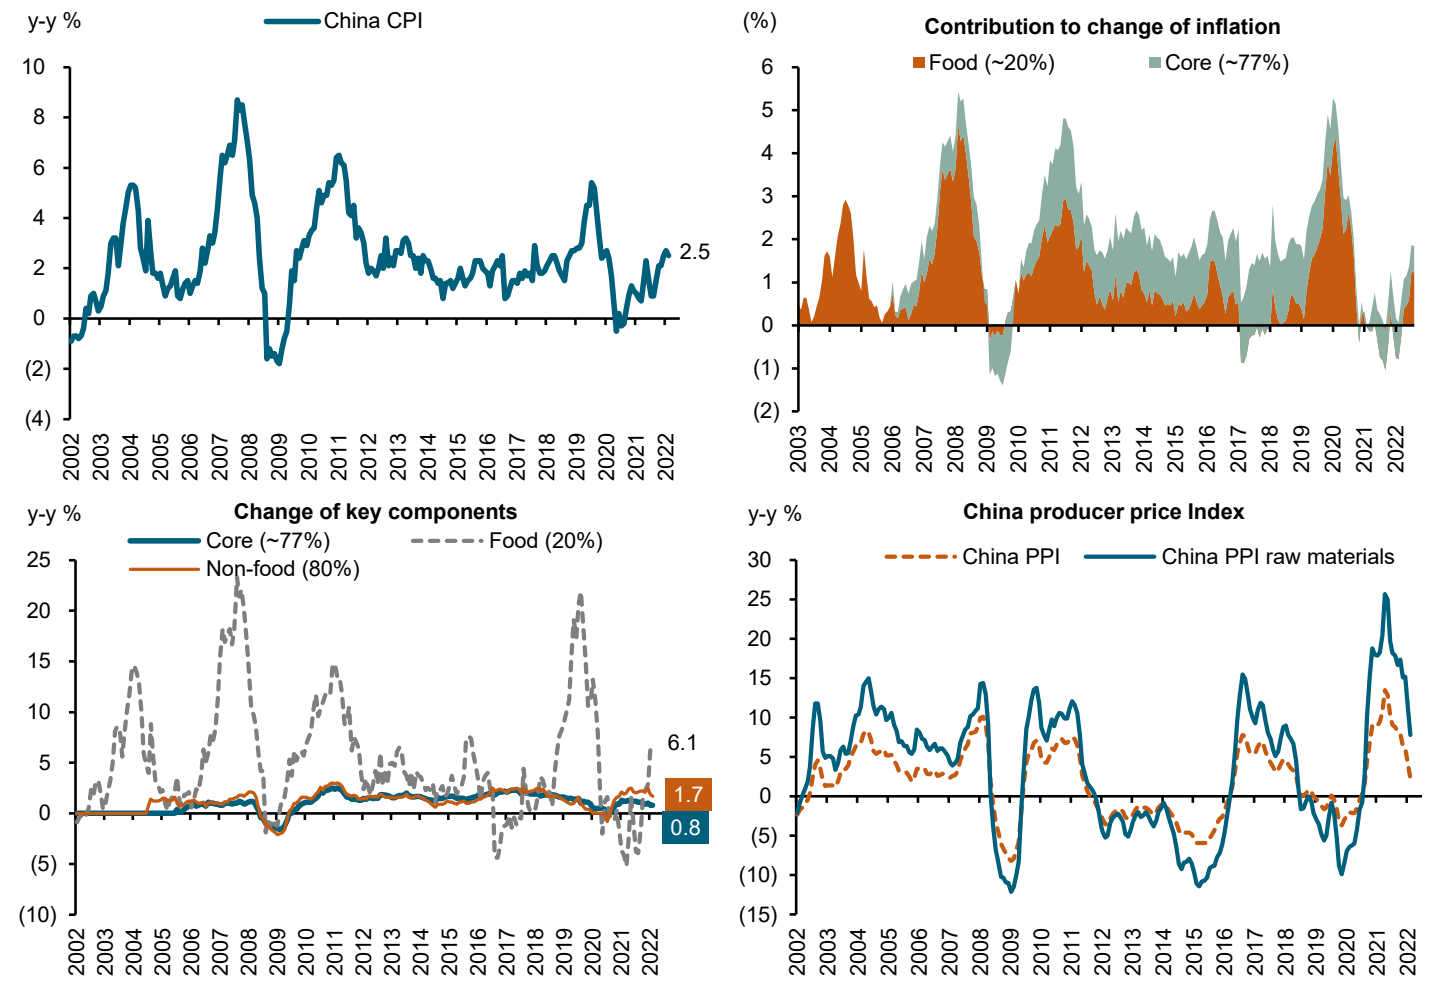 y-y %
China CPI
10
8
6
4
2
0
(2)
(4)
2.5
2002 2003 2004 2005 2006 2007 2008 2009 2010 2011 2012 2013 2014 2015 2016 2017 2018 2019 2020 2021 2022
(%)
Contribution to change of inflation
Food (~20%) Core (~77%)
6
5
4
3
2
1
0
(1)
(2)
2003 2004 2005 2006 2007 2008 2009 2010 2011 2012 2013 2014 2015 2016 2017 2018 2019 2020 2021 2022
y-y %
Change of key components
Core (~77%) Food (20%)
Non-food (80%)
25
20
15
10
5
0
(5)
(10)
6.1
1.7
0.8
2002 2003 2004 2005 2006 2007 2008 2009 2010 2011 2012 2013 2014 2015 2016 2017 2018 2019 2020 2021 2022
y-y %
China producer price Index
China PPI China PPI raw materials
30
25
20
15
10
5
0
(5)
(10)
(15)
2002 2003 2004 2005 2006 2007 2008 2009 2010 2011 2012 2013 2014 2015 2016 2017 2018 2019 2020 2021 2022